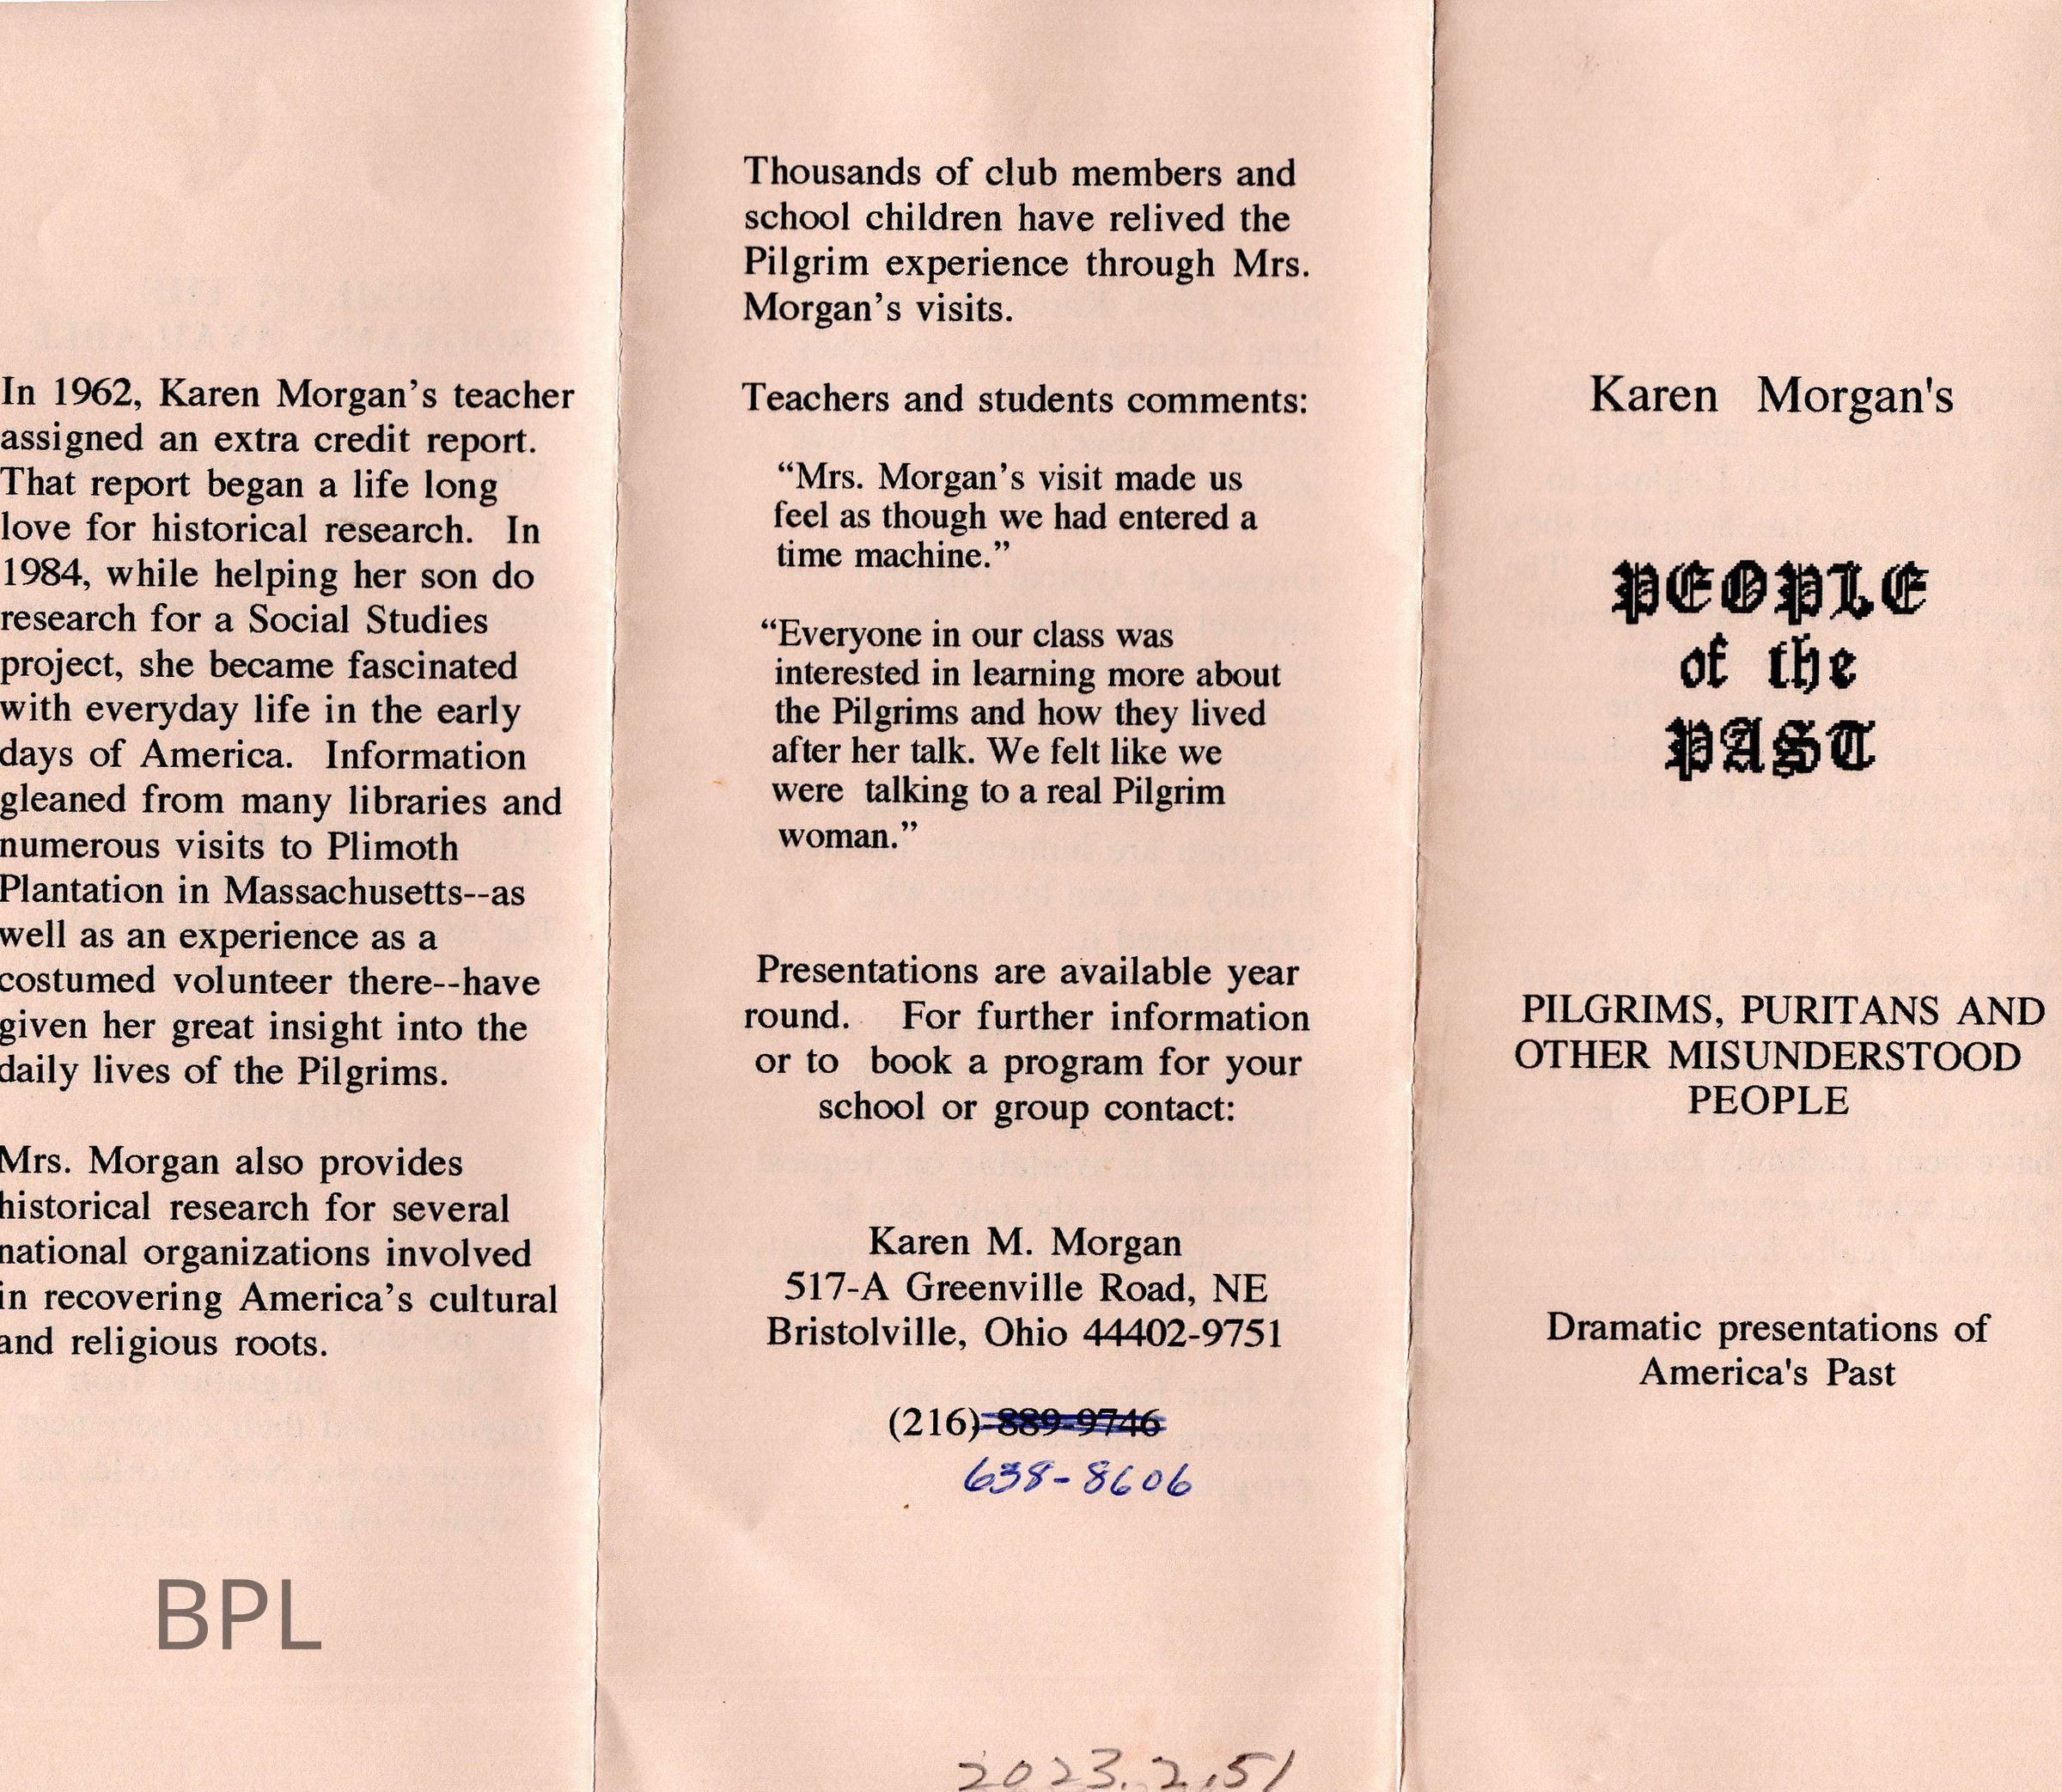 In 1962, Karen Morgan's teacher
assigned an extra credit report.
That report began a life long
love for historical research. In
1984, while helping her son do
research for a Social Studies
project, she became fascinated
with everyday life in the early
days of America. Information
gleaned from many libraries and
numerous visits to Plimoth
Plantation in Massachusetts--as
well as an experience as a
costumed volunteer there--have
given her great insight into the
daily lives of the Pilgrims.
Mrs. Morgan also provides
historical research for several
national organizations involved
in recovering America's cultural
and religious roots.
BPL
Thousands of club members and
school children have relived the
Pilgrim experience through Mrs.
Morgan's visits.
Teachers and students comments:
“Mrs. Morgan's visit made us
feel as though we had entered a
time machine.”
“Everyone in our class was
interested in learning more about
the Pilgrims and how they lived
after her talk. We felt like we
were talking to a real Pilgrim
woman.”
Presentations are available year
round. For further information
or to book a program for your
school or group contact:
Karen M. Morgan
517-A Greenville Road, NE
Bristolville, Ohio 44402-9751
(216)-889-9746
638-8606
2023.2.51
Karen Morgan's
PEOPLE
of the
PAST
PILGRIMS, PURITANS AND
OTHER MISUNDERSTOOD
PEOPLE
Dramatic presentations of
America's Past